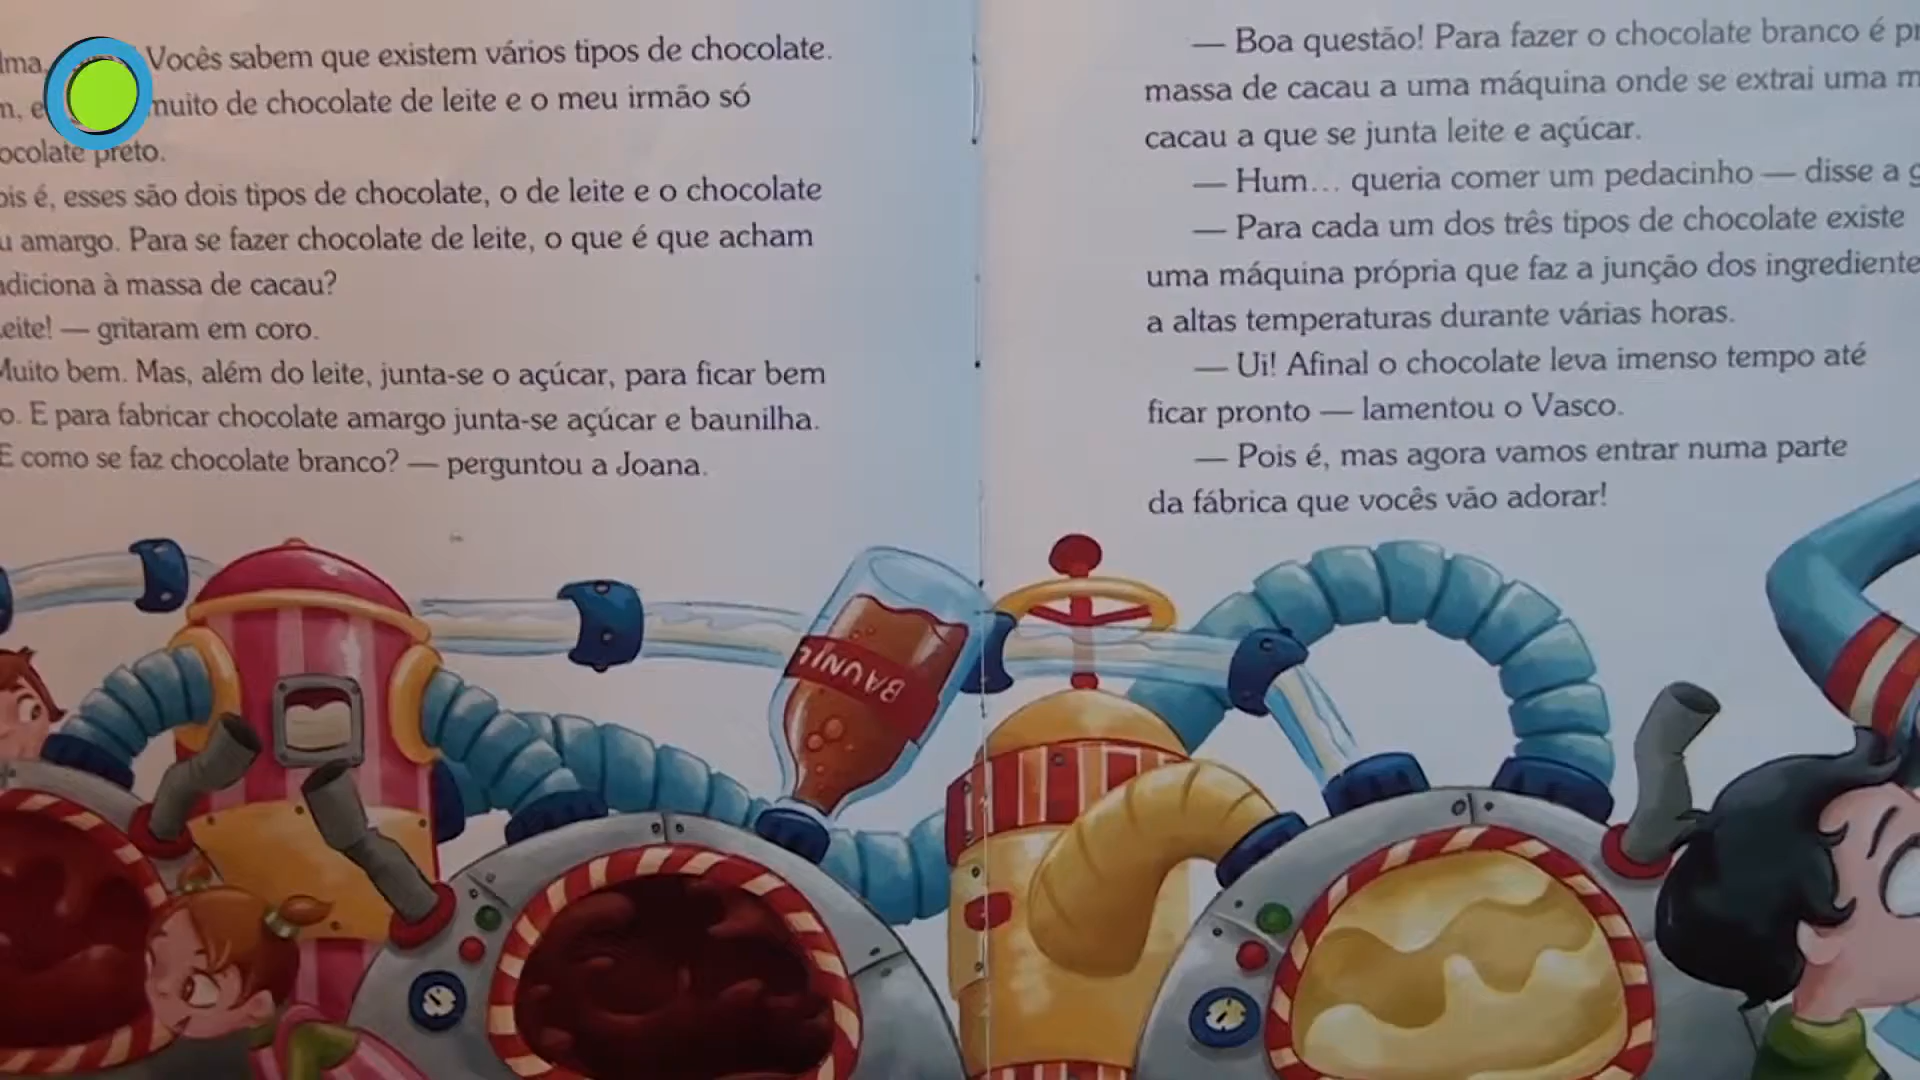 Vocês sabem que existem vários tipos de chocolate.
muito de chocolate de leite e o meu irmão só
preto.
é, esses são dois tipos de chocolate, o de leite e o chocolate
amargo. Para se fazer chocolate de leite, o que é que acham
à massa de cacau?
— gritaram em coro.
bem. Mas, além do leite, junta-se o açúcar, para ficar bem
E para fabricar chocolate amargo junta-se açúcar e baunilha.
E como se faz chocolate branco? — perguntou a Joana.
— Boa questão! Para fazer o chocolate branco é
massa de cacau a uma máquina onde se extrai uma
cacau a que se junta leite e açúcar.
— Hum... queria comer um pedacinho — disse a
— Para cada um dos três tipos de chocolate existe
uma máquina própria que faz a junção dos
a altas temperaturas durante várias horas.
— Ui! Afinal o chocolate leva imenso tempo até
ficar pronto — lamentou o Vasco.
— Pois é, mas agora vamos entrar numa parte
da fábrica que vocês vão adorar!